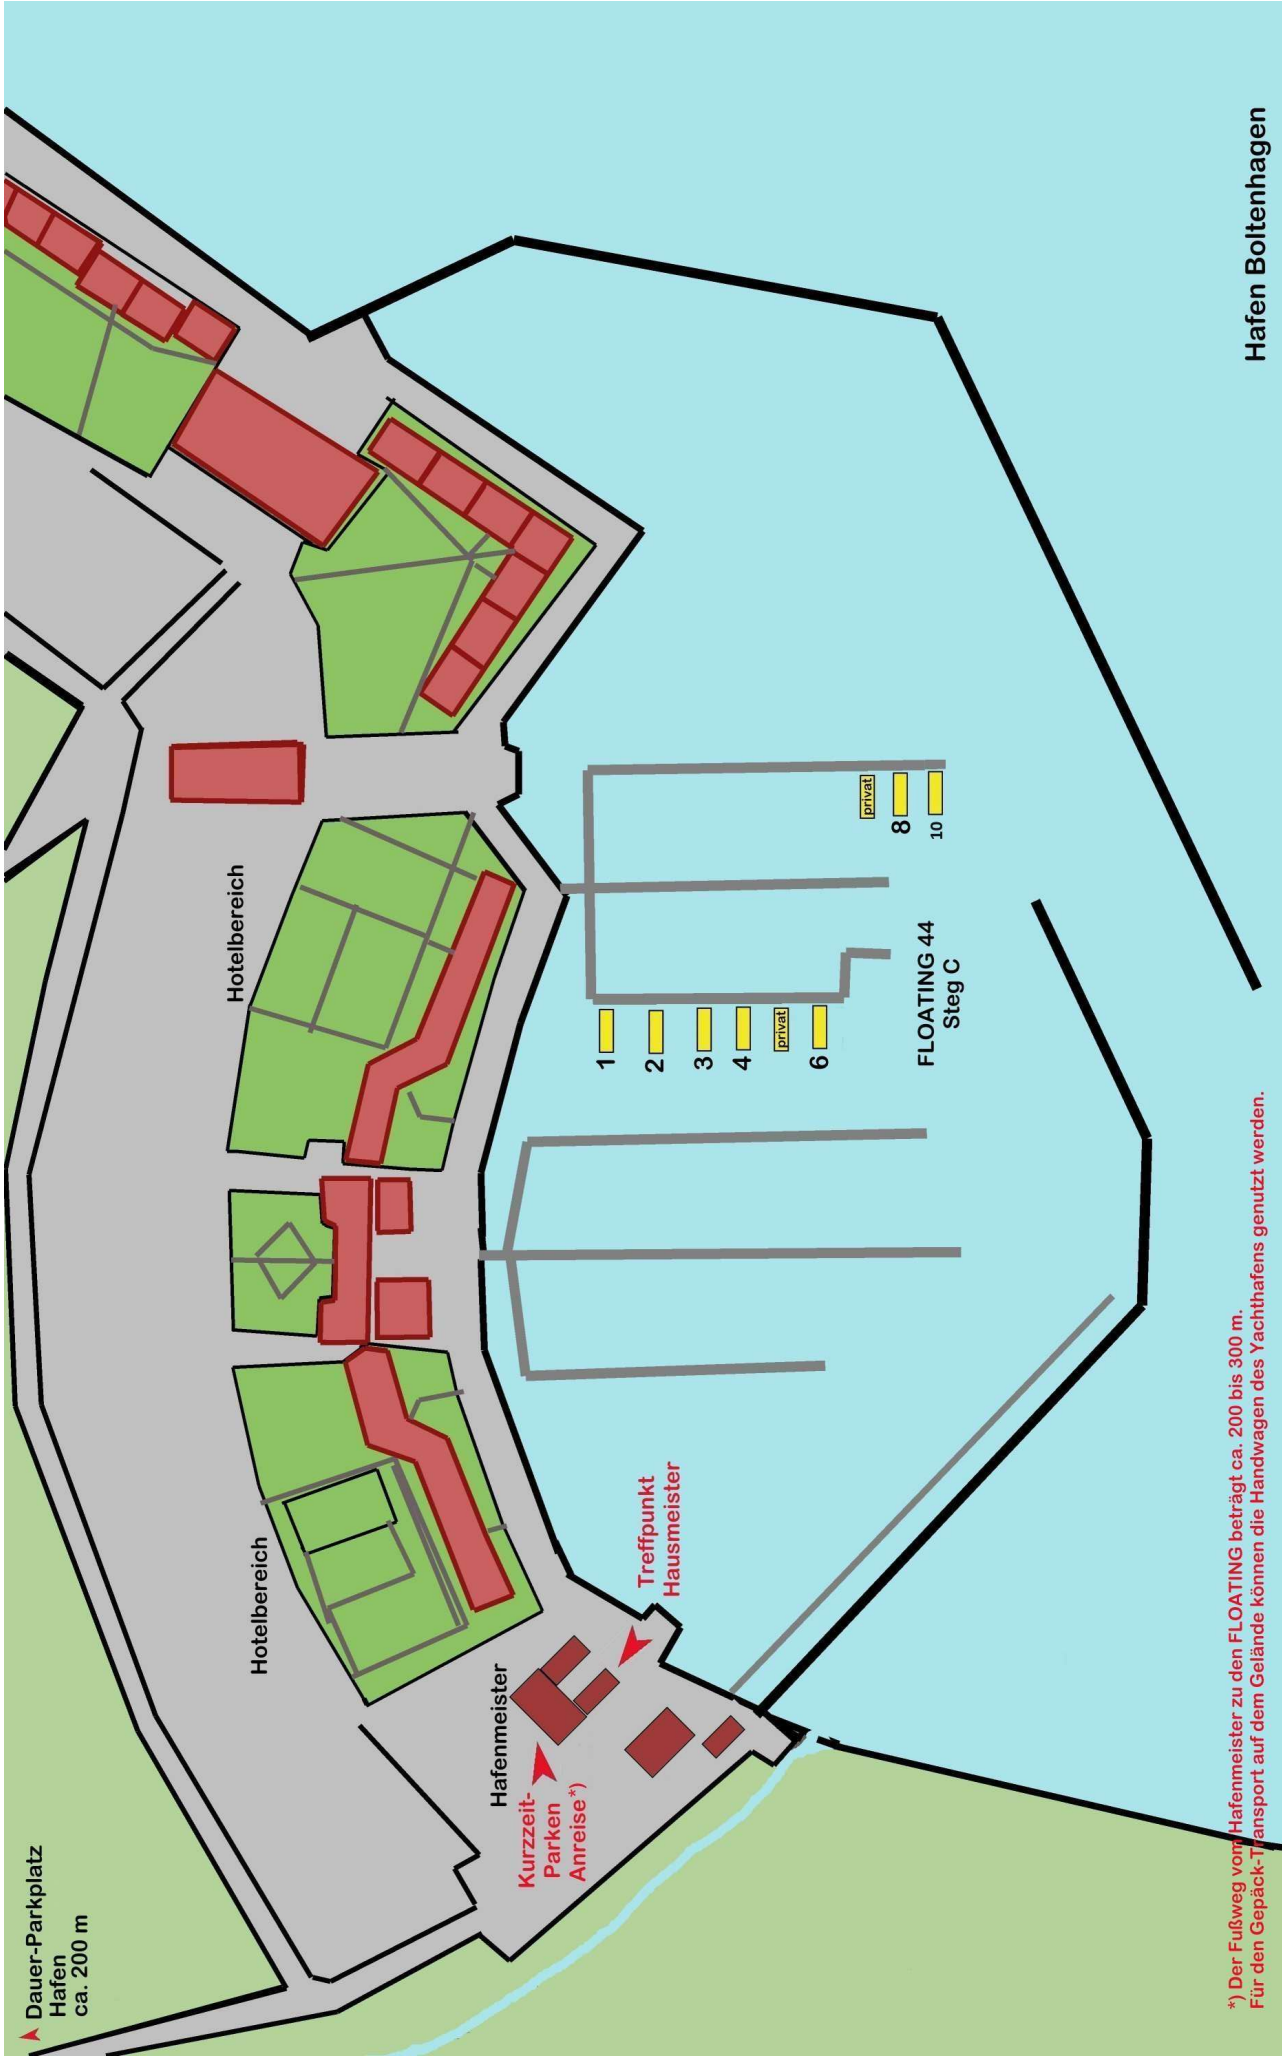 Dauer-Parkplatz
Hafen
ca. 200 m
Hotelbereich
Hotelbereich
Hafenmeister
Kurzzeit-
Parken
Anreise*)
Treffpunkt
Hausmeister
1
2
3
4
privat
6
privat
8
10
FLOATING 44
Steg C
*) Der Fußweg vom Hafenmeister zu den FLOATING beträgt ca. 200 bis 300 m.
Für den Gepäck-Transport auf dem Gelände können die Handwagen des Yachthafens genutzt werden.
Hafen Boltenhagen